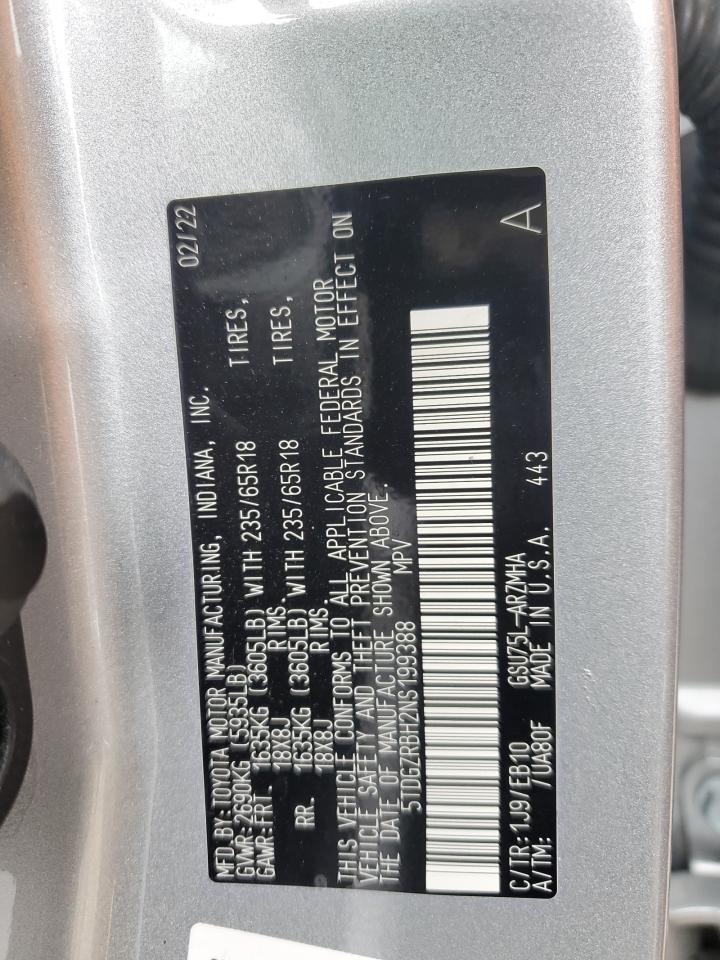 MFD.BY:TOYOTA MOTOR MANUFACTURING, INDIANA, INC. 02/22
GVWR:2690KG (5935LB)
GAWR:FRT. 1635KG (3605LB) WITH 235/65R18 TIRES,
18X8J RIMS.
RR. 1635KG (3605LB) WITH 235/65R18 TIRES,
18X8J RIMS.
THIS VEHICLE CONFORMS TO ALL APPLICABLE FEDERAL MOTOR
VEHICLE SAFETY AND THEFT PREVENTION STANDARDS IN EFFECT ON
THE DATE OF MANUFACTURE SHOWN ABOVE.
5TDGZRBH2NS199388 MPV
C/TR:1J9/EB10 GSU75L-ARZMHA 443
A/TM: /UA80F MADE IN U.S.A. A